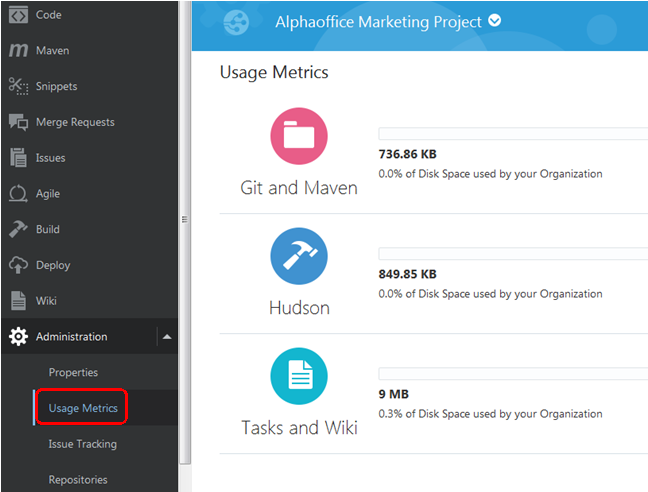 Code
Maven
Snippets
Merge Requests
Issues
Agile
Build
Deploy
Wiki
Administration
Properties
Usage Metrics
Issue Tracking
Repositories
Alphaoffice Marketing Project
Usage Metrics
Git and Maven
736.86 KB
0.0% of Disk Space used by your Organization
Hudson
849.85 KB
0.0% of Disk Space used by your Organization
Tasks and Wiki
9 MB
0.3% of Disk Space used by your Organization